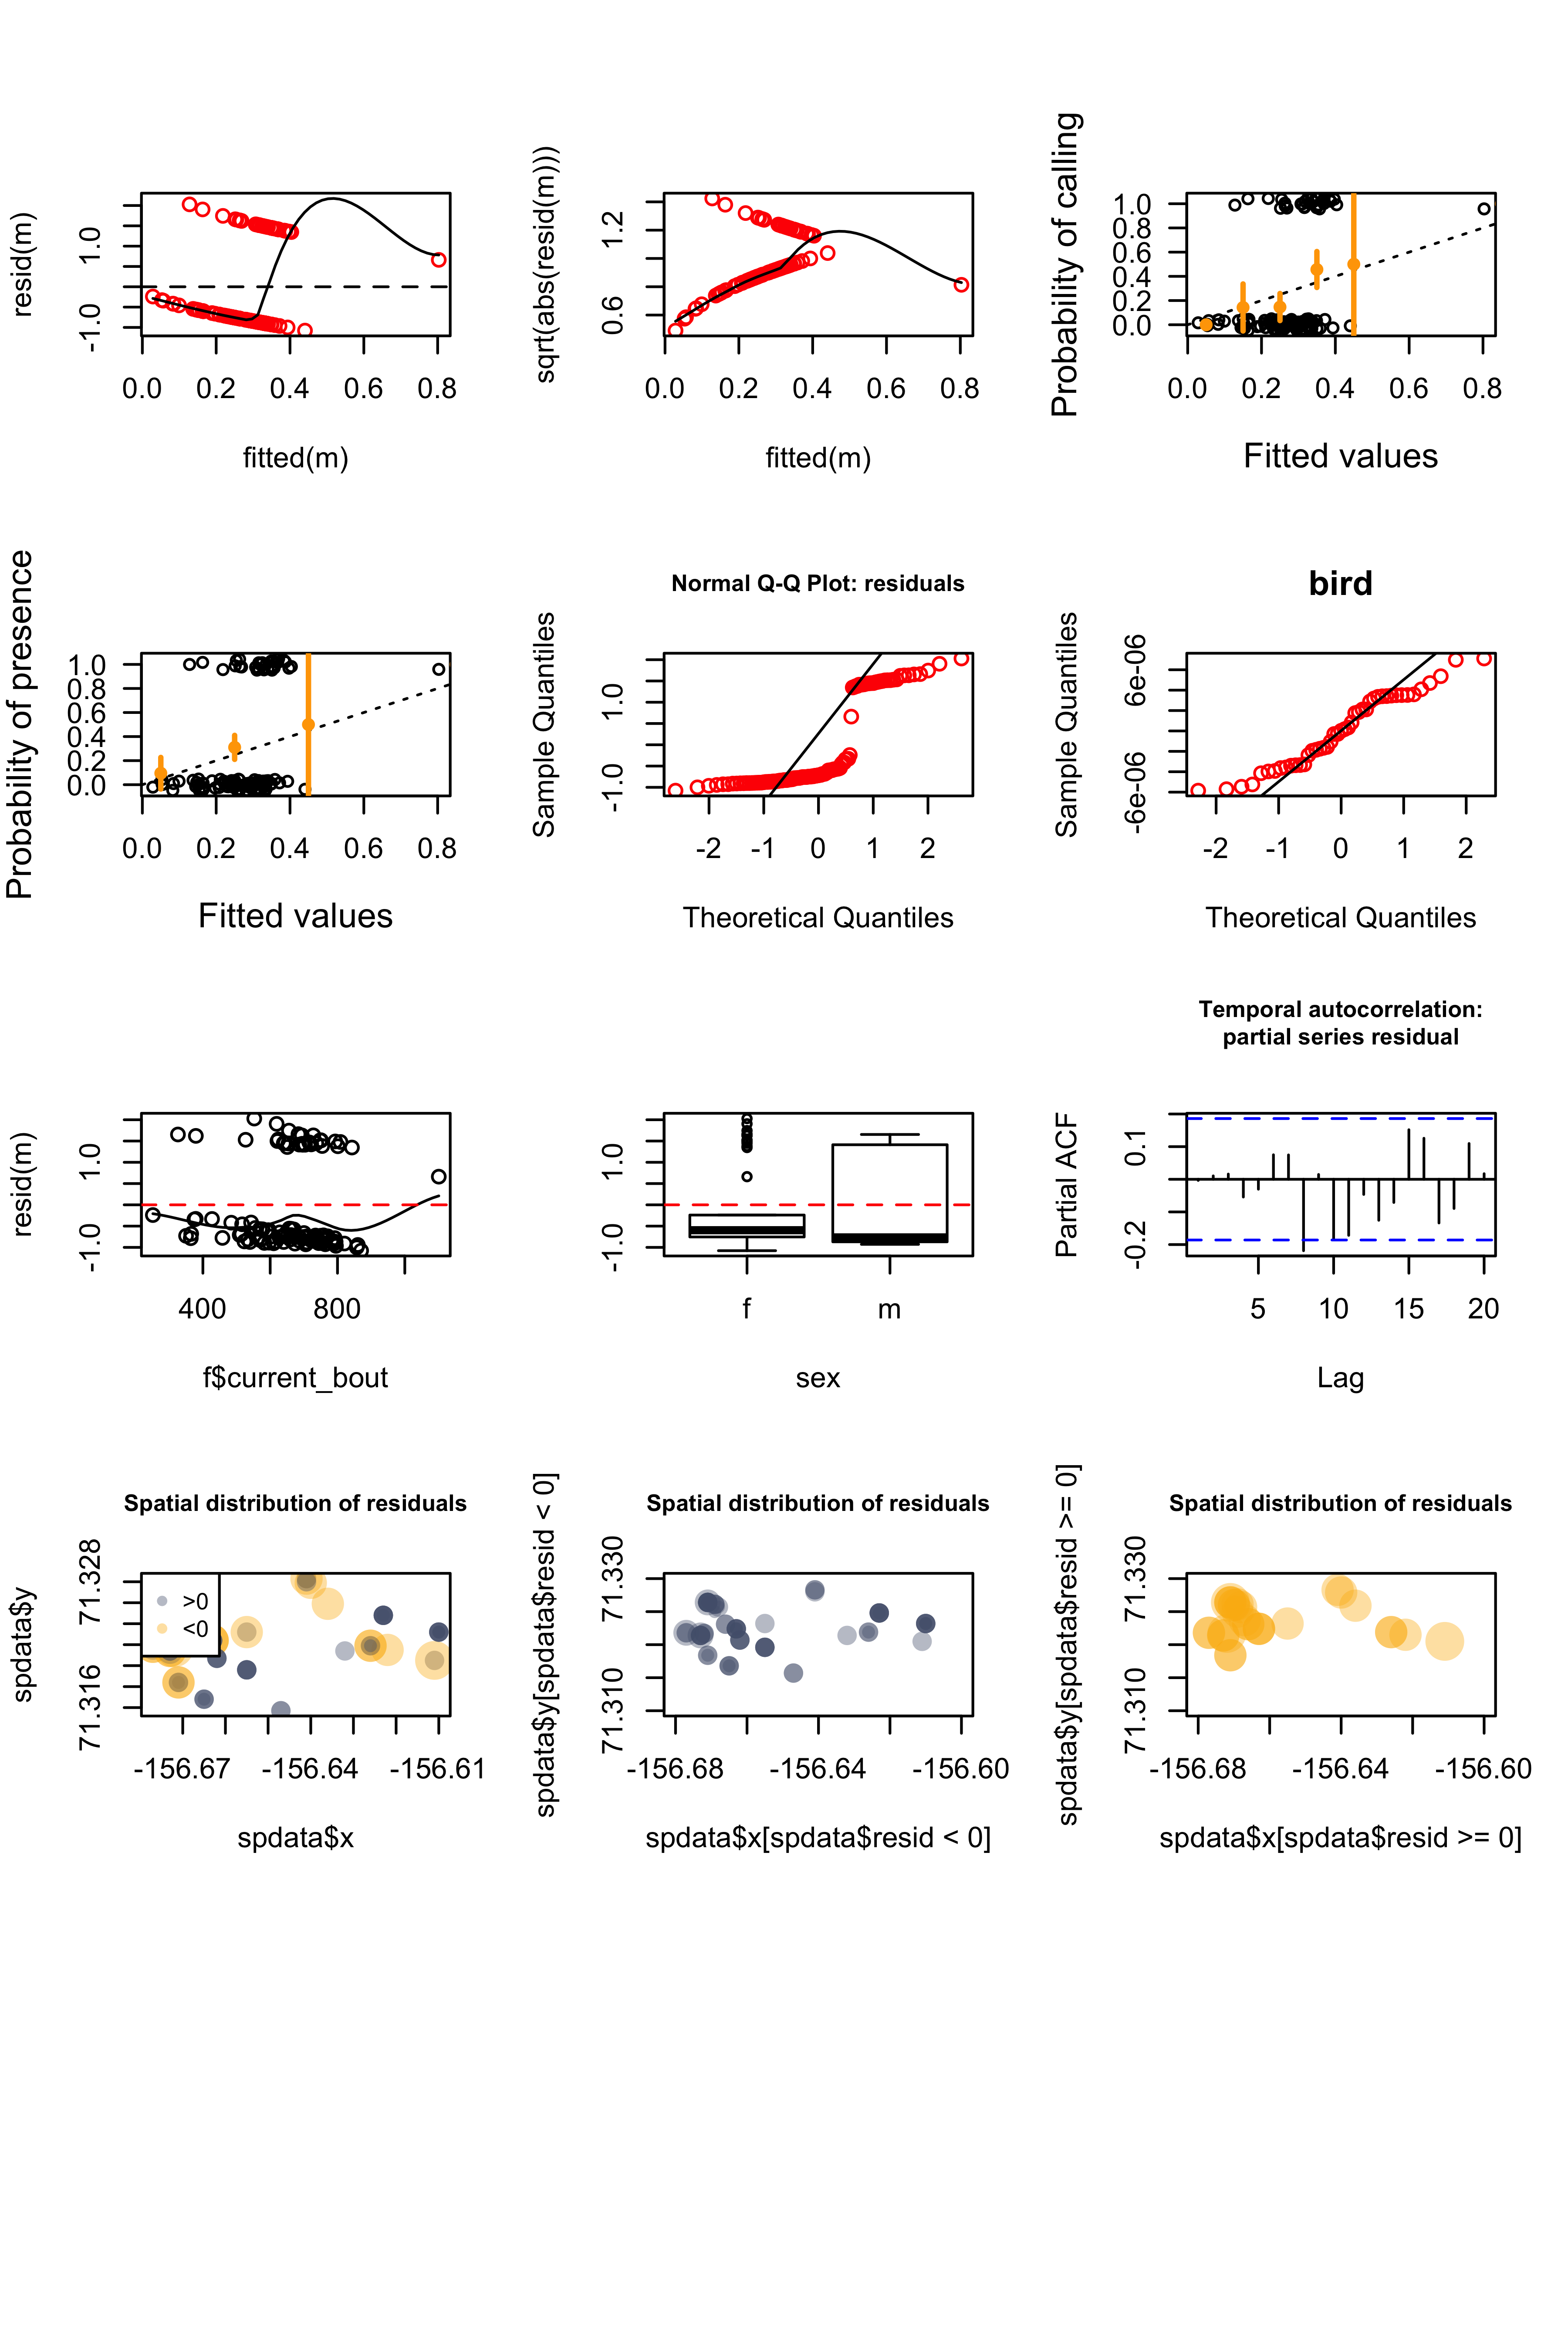 resid(m)
-1.0 1.0
0.0 0.2 0.4 0.6 0.8
fitted(m)
sqrt(abs(resid(m)))
0.6 1.2
0.0 0.2 0.4 0.6 0.8
fitted(m)
Probability of calling
1.0
0.8
0.6
0.4
0.2
0.0
0.0 0.2 0.4 0.6 0.8
Fitted values
Probability of presence
1.0
0.8
0.6
0.4
0.2
0.0
0.0 0.2 0.4 0.6 0.8
Fitted values
Normal Q-Q Plot: residuals
Sample Quantiles
-1.0 1.0
-2 -1 0 1 2
Theoretical Quantiles
bird
Sample Quantiles
-6e-06 6e-06
-2 -1 0 1 2
Theoretical Quantiles
resid(m)
-1.0 1.0
400 800
f$current_bout
-1.0 1.0
f m
sex
Temporal autocorrelation:
partial series residual
Partial ACF
-0.2 0.1
5 10 15 20
Lag
Spatial distribution of residuals
spdata$y
71.316 71.328
>0
<0
-156.67 -156.64 -156.61
spdata$x
Spatial distribution of residuals
spdata$y[spdata$resid < 0]
71.310 71.330
-156.68 -156.64 -156.60
spdata$x[spdata$resid < 0]
Spatial distribution of residuals
spdata$y[spdata$resid >= 0]
71.310 71.330
-156.68 -156.64 -156.60
spdata$x[spdata$resid >= 0]